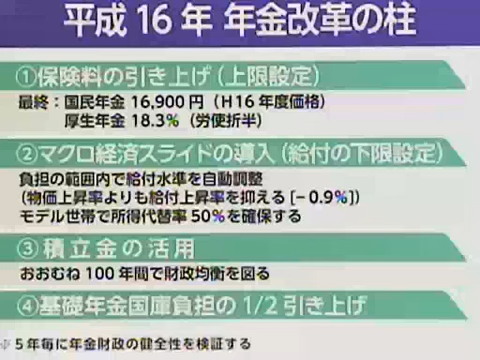 平成16年 年金改革の柱
①保険料の引き上げ(上限設定)
最終:国民年金 16,900円(H16年度価格)
厚生年金 18.3%(労使折半)
②マクロ経済スライドの導入(給付の下限設定)
負担の範囲内で給付水準を自動調整
(物価上昇率よりも給付上昇率を抑える[-0.9%])
モデル世帯で所得代替率50%を確保する
③積立金の活用
おおむね100年間で財政均衡を図る
④基礎年金国庫負担の1/2引き上げ
※5年毎に年金財政の健全性を検証する